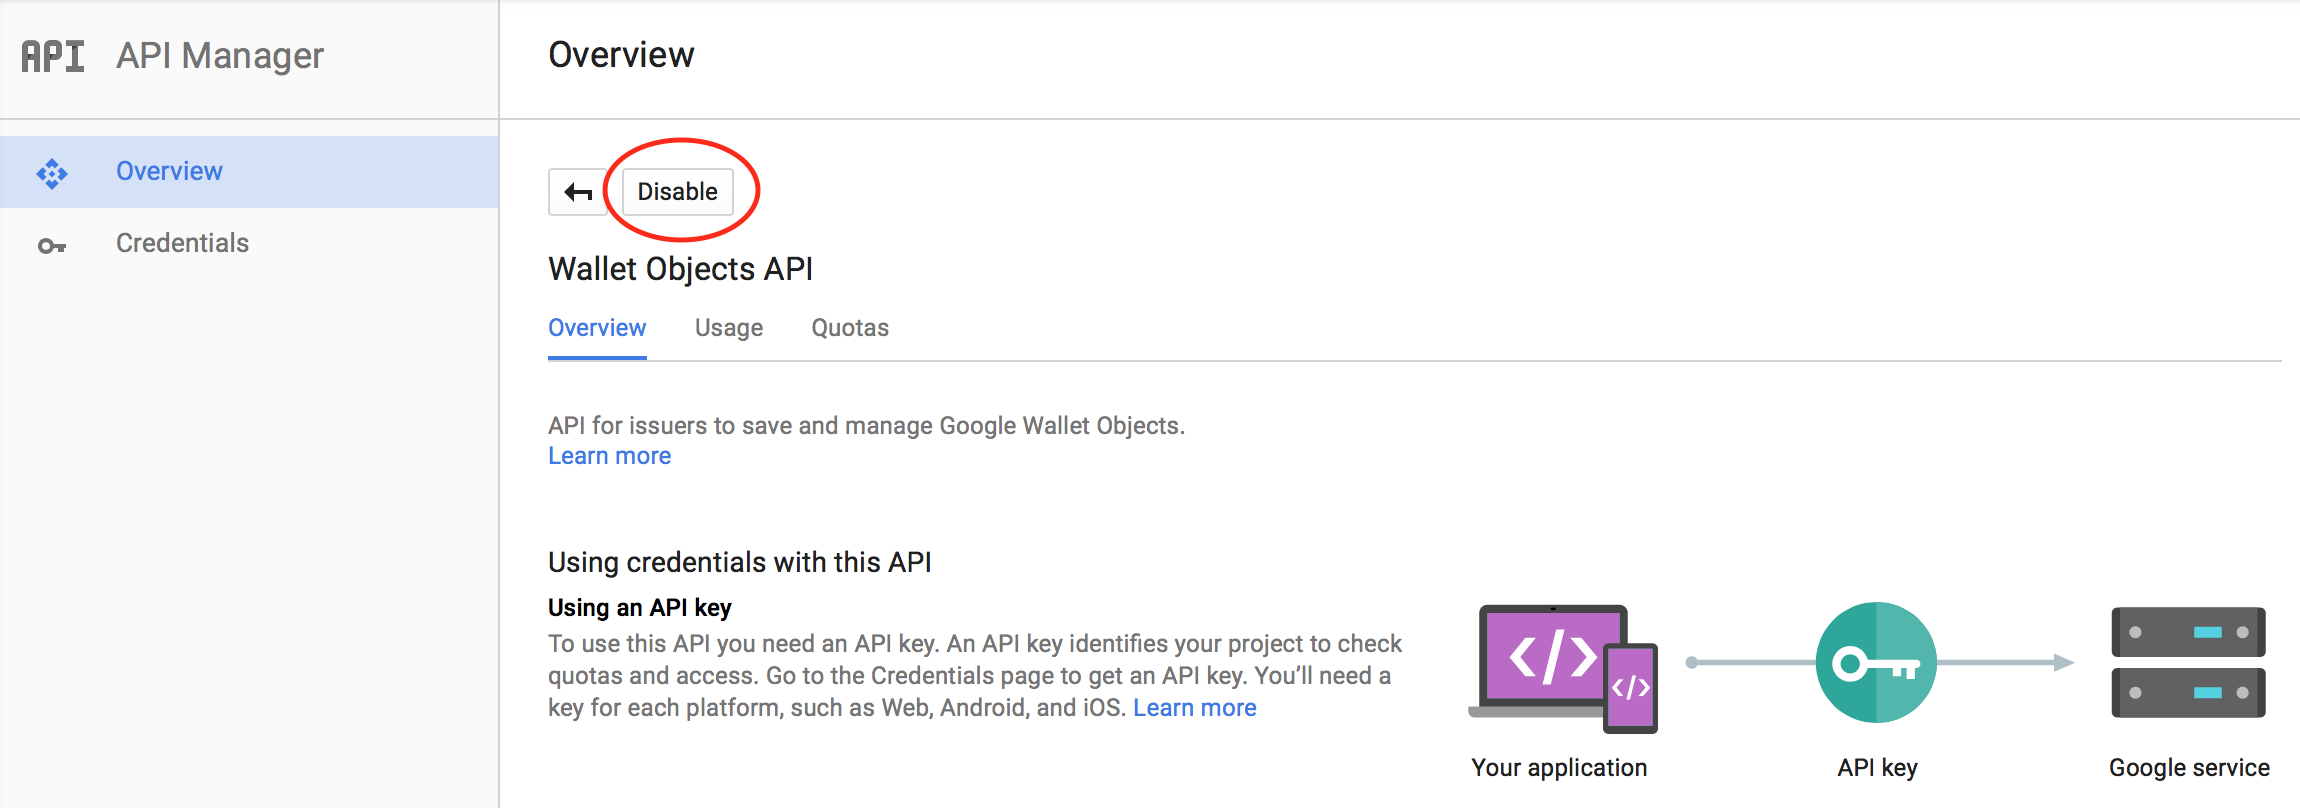 API API Manager
Overview
Overview
Credentials
Disable
Wallet Objects API
Overview Usage Quotas
API for issuers to save and manage Google Wallet Objects.
Learn more
Using credentials with this API
Using an API key
To use this API you need an API key. An API key identifies your project to check
quotas and access. Go to the Credentials page to get an API key. You’ll need a
key for each platform, such as Web, Android, and iOS. Learn more
</>
</>
Your application API key Google service